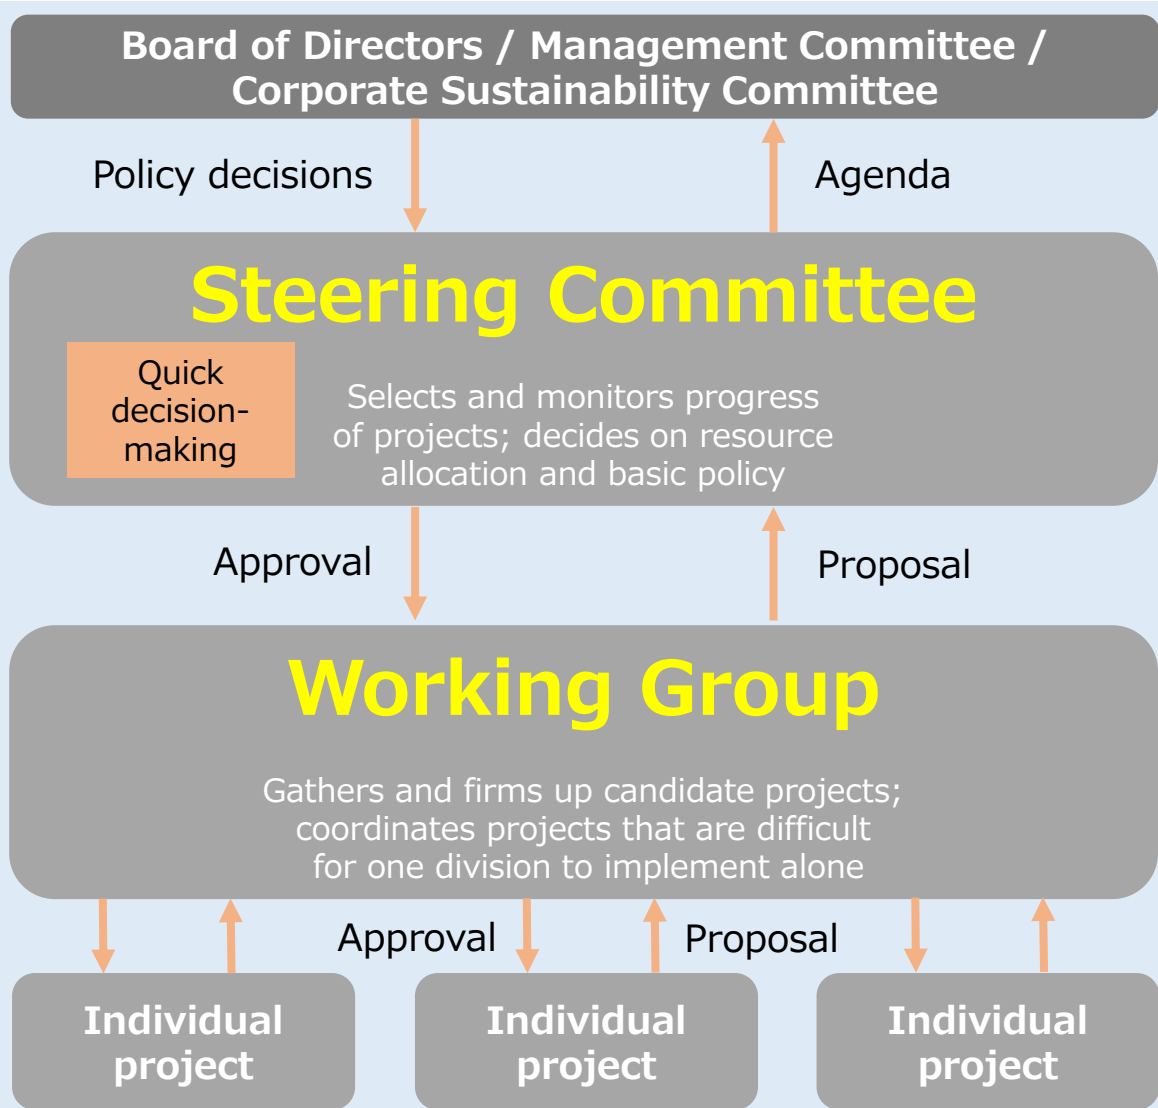 Board of Directors / Management Committee /
Corporate Sustainability Committee
Policy decisions
Agenda
Steering Committee
Quick
decision-
making
Selects and monitors progress
of projects; decides on resource
allocation and basic policy
Approval
Proposal
Working Group
Gathers and firms up candidate projects;
coordinates projects that are difficult
for one division to implement alone
Approval
Proposal
Individual
project
Individual
project
Individual
project